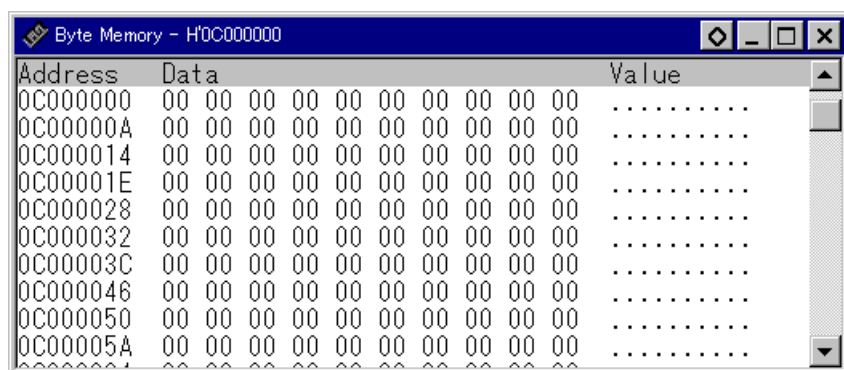 Byte Memory - H'0C000000
Address Data Value
0C000000 00 00 00 00 00 00 00 00 00 00 ..........
0C00000A 00 00 00 00 00 00 00 00 00 00 ..........
0C000014 00 00 00 00 00 00 00 00 00 00 ..........
0C00001E 00 00 00 00 00 00 00 00 00 00 ..........
0C000028 00 00 00 00 00 00 00 00 00 00 ..........
0C000032 00 00 00 00 00 00 00 00 00 00 ..........
0C00003C 00 00 00 00 00 00 00 00 00 00 ..........
0C000046 00 00 00 00 00 00 00 00 00 00 ..........
0C000050 00 00 00 00 00 00 00 00 00 00 ..........
0C00005A 00 00 00 00 00 00 00 00 00 00 ..........